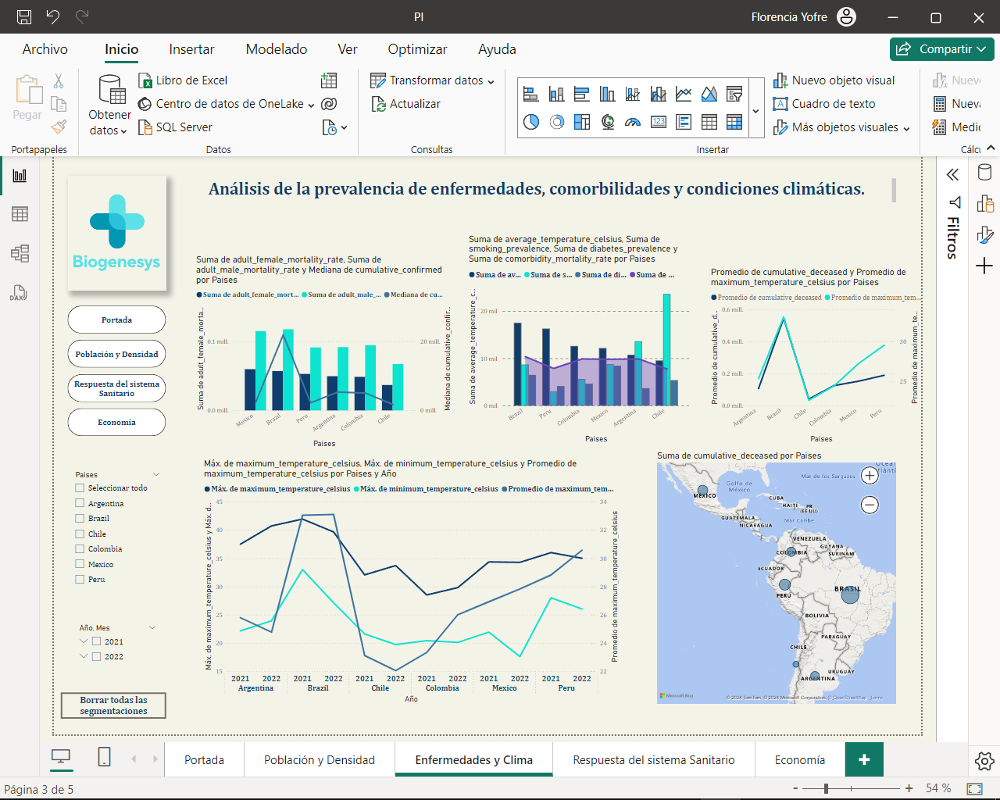 PI
Florencia Yofre
Archivo
Inicio
Insertar
Modelado
Ver
Optimizar
Ayuda
Compartir
Pegar
Portapapeles
Obtener
datos
Libro de Excel
Centro de datos de OneLake
SQL Server
Datos
Transformar datos
Actualizar
Consultas
Insertar
Nuevo objeto visual
Cuadro de texto
Más objetos visuales
Biogenesys
Análisis de la prevalencia de enfermedades, comorbilidades y condiciones climáticas.
Portada
Población y Densidad
Respuesta del sistema
Sanitario
Economía
Países
Seleccionar todo
Argentina
Brazil
Chile
Colombia
Mexico
Peru
Año, Mes
2021
2022
Borrar todas las
segmentaciones
Suma de adult_female_mortality_rate, Suma de
adult_male_mortality_rate y Mediana de cumulative_confirmed
por Paises
Suma de adult_female_mort...
Suma de adult_male_...
Mediana de cu...
Suma de adult_female_morta...
0.1 mill.
0.0 mill.
20 mill.
0 mill.
Mediana de cumulative_confir...
Mexico
Brazil
Peru
Argentina
Colombia
Chile
Paises
Suma de average_temperature_celsius, Suma de
smoking_prevalence, Suma de diabetes_prevalence y
Suma de comorbidity_mortality_rate por Paises
Suma de av...
Suma de s...
Suma de di...
Suma de ...
Suma de average_temperature_c...
20 mil
10 mil
0 mil
Brazil
Peru
Colombia
Mexico
Argentina
Chile
Paises
Promedio de cumulative_deceased y Promedio de
maximum_temperature_celsius por Paises
Promedio de cumulative_deceased
Promedio de maximum_tem...
Promedio de cumulative_d...
0.6 mill.
0.4 mill.
0.2 mill.
0.0 mill.
30
25
Promedio de maximum_te...
Argentina
Brazil
Chile
Colombia
Mexico
Peru
Paises
Máx. de maximum_temperature_celsius, Máx. de minimum_temperature_celsius y Promedio de
maximum_temperature_celsius por Paises y Año
Máx. de maximum_temperature_celsius
Máx. de minimum_temperature_celsius
Promedio de maximum_tem...
Máx. de maximum_temperature_celsius y Máx. d...
45
40
35
30
25
20
15
34
32
30
28
26
24
22
Promedio de maximum_temperature_celsius
2021 2022 2021 2022 2021 2022 2021 2022 2021 2022 2021 2022
Argentina Brazil Chile Colombia Mexico Peru
Año
Suma de cumulative_deceased por Paises
Mar de los Sargazos
Golfo de
México
MÉXICO
CUBA
HAITÍ
PR
(EE.UU)
GUATEMALA
Mar Caribe
NICARAGUA
VENEZUELA
GUYANA
COLOMBIA
SURINAM
ECUADOR
PERÚ
BRASIL
BOLIVIA
PARAGUAY
CHILE
URUGUAY
ARGENTINA
Microsoft Bing
© 2024 TomTom, © 2024 Microsoft Corporation, © OpenStreetMap Terms
Filtros
Portada
Población y Densidad
Enfermedades y Clima
Respuesta del sistema Sanitario
Economía
Página 3 de 5
54 %